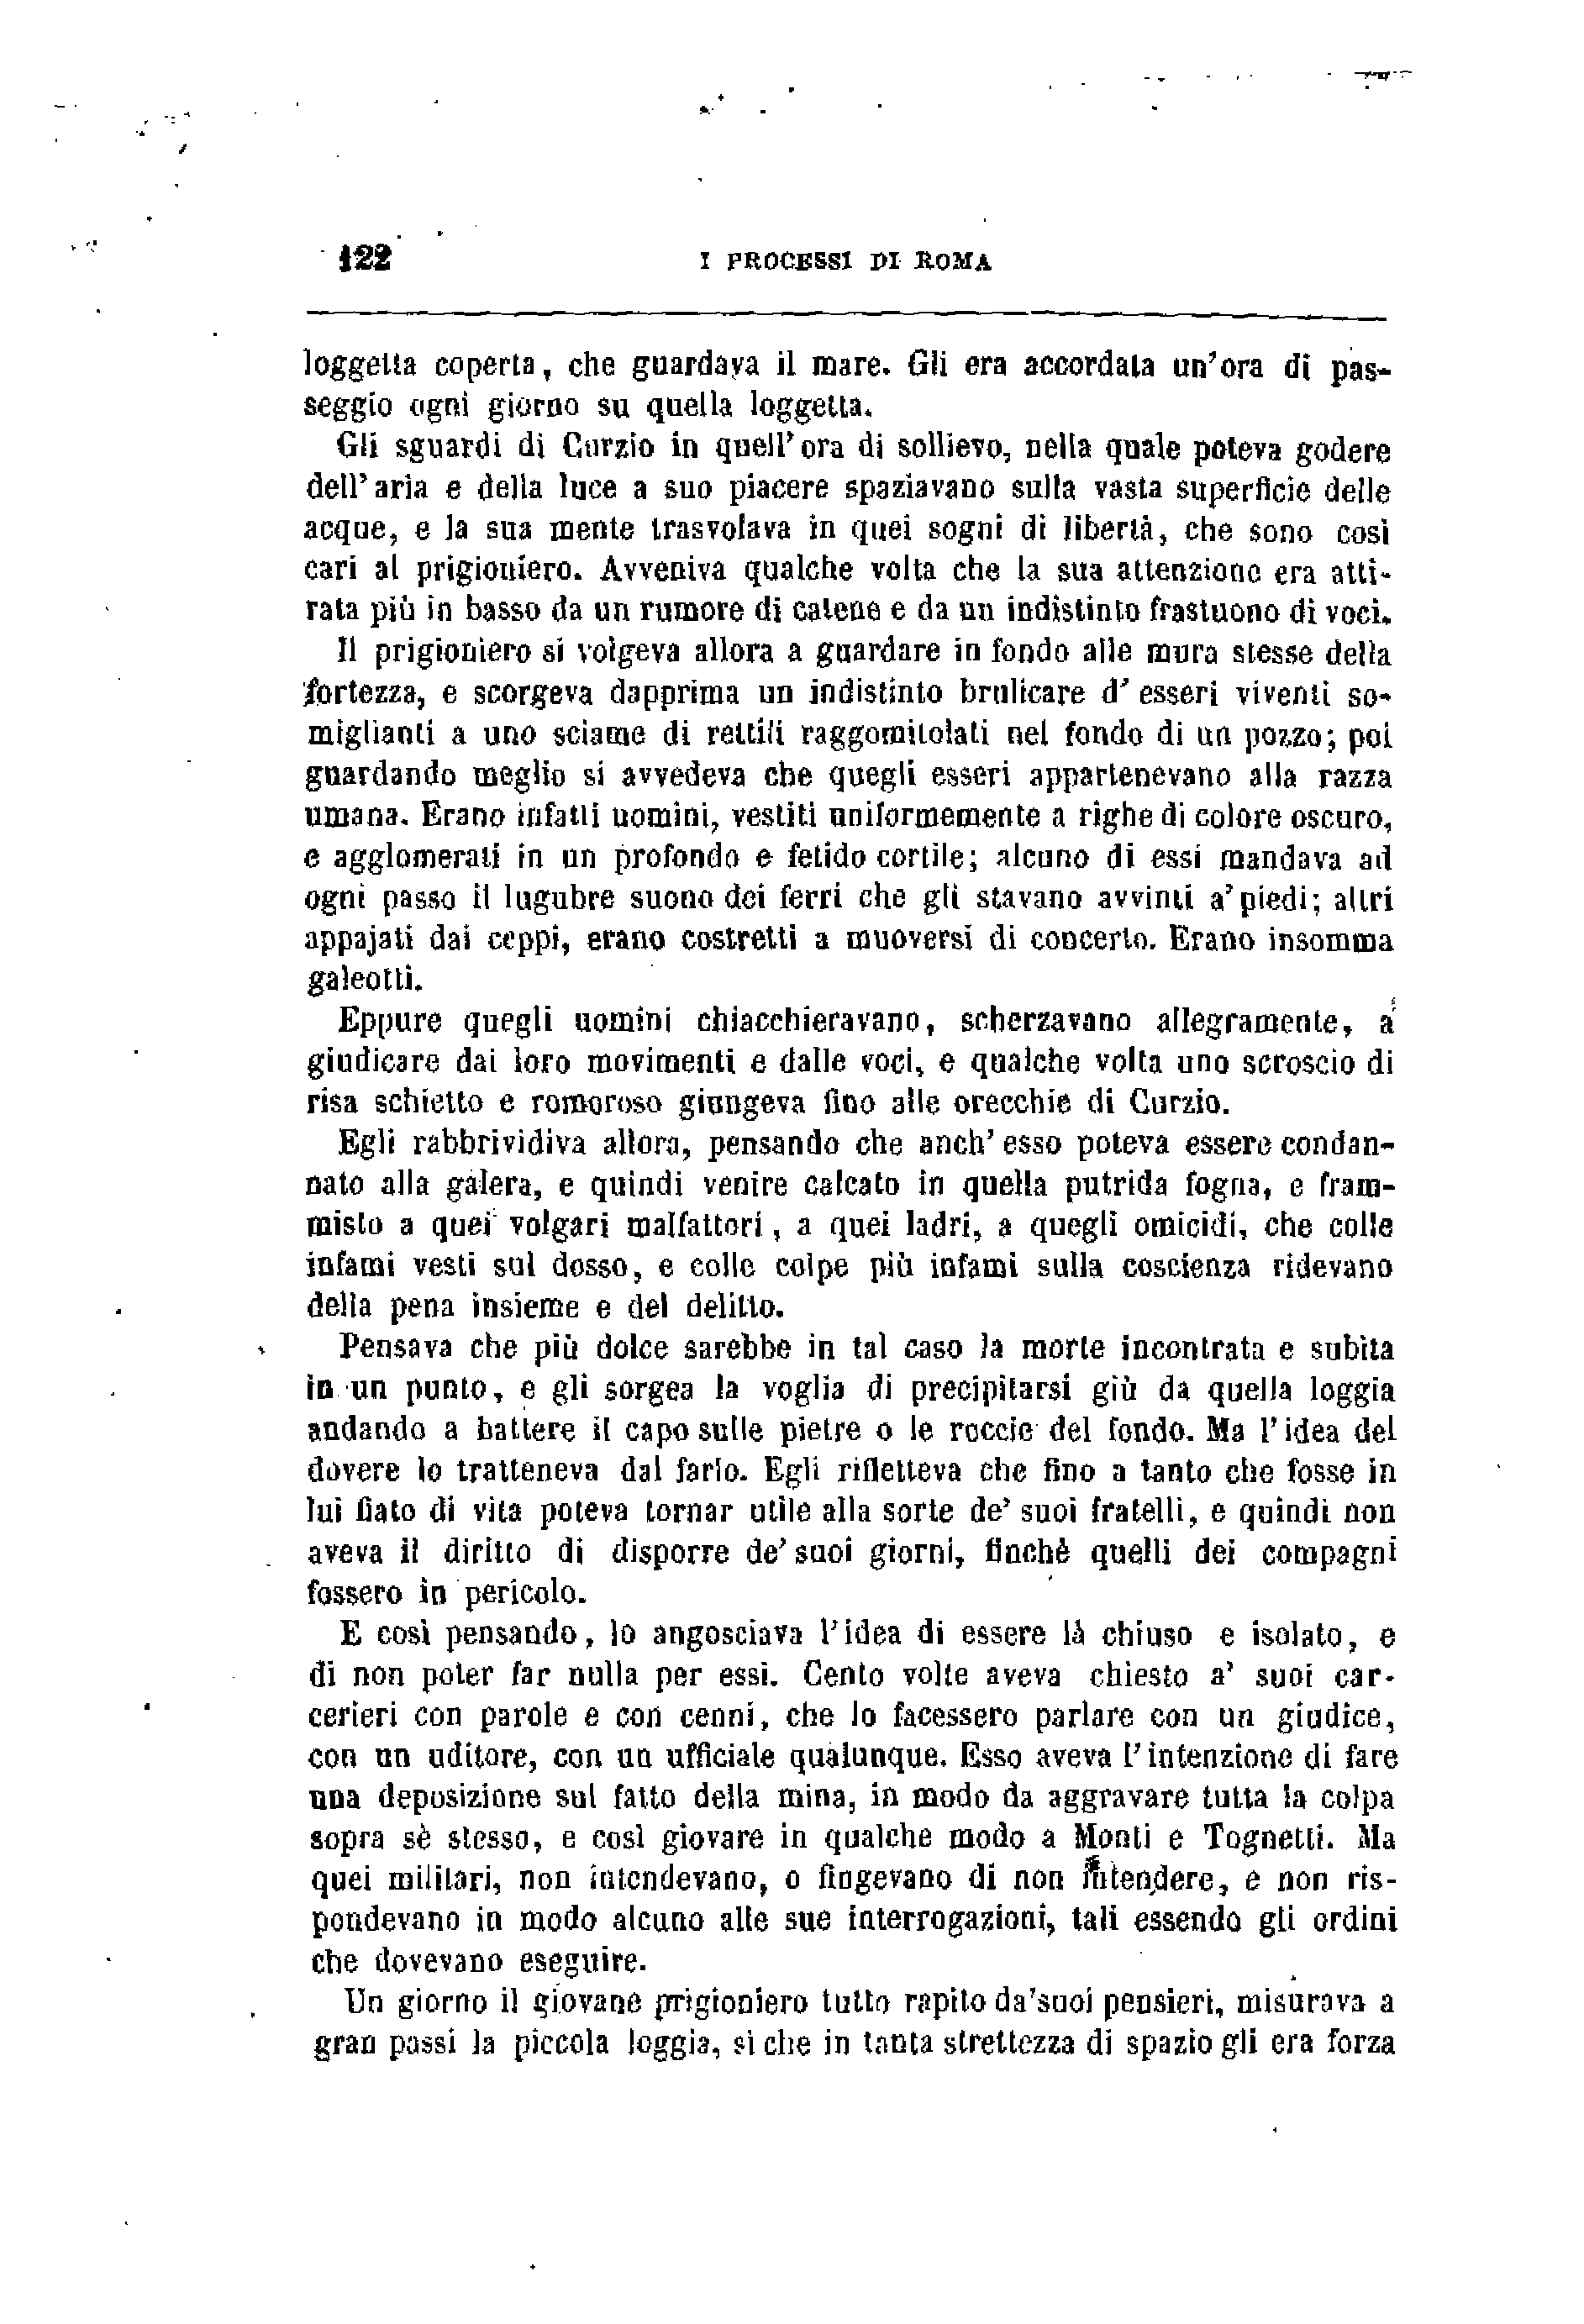 122
I PROCESSI DI ROMA
loggetta coperta, che guardava il mare. Gli era accordata un'ora di pas-
seggio ogni giorno su quella loggetta.
Gli sguardi di Curzio in quell'ora di sollievo, nella quale poteva godere
dell'aria e della luce a suo piacere spaziavano sulla vasta superficie delle
acque, e la sua mente trasvolava in quei sogni di libertà, che sono così
cari al prigioniero. Avveniva qualche volta che la sua attenzione era atti-
rata più in basso da un rumore di catene e da un indistinto frastuono di voci.
Il prigioniero si volgeva allora a guardare in fondo alle mura stesse della
fortezza, e scorgeva dapprima un indistinto brulicare d'esseri viventi so-
miglianti a uno sciame di rettili raggomitolati nel fondo di un pozzo; poi
guardando meglio si avvedeva che quegli esseri appartenevano alla razza
umana. Erano infatti uomini, vestiti uniformemente a righe di colore oscuro,
e agglomerati in un profondo e fetido cortile; alcuno di essi mandava ad
ogni passo il lugubre suono dei ferri che gli stavano avvinti a' piedi; altri
appajati dai ceppi, erano costretti a muoversi di concerto. Erano insomma
galeotti.
Eppure quegli uomini chiacchieravano, scherzavano allegramente, a
giudicare dai loro movimenti e dalle voci, e qualche volta uno scroscio di
risa schietto e romoroso giungeva fino alle orecchie di Curzio.
Egli rabbrividiva allora, pensando che anch'esso poteva essere condan-
nato alla galera, e quindi venire calcato in quella putrida fogna, e fram-
misto a quei volgari malfattori, a quei ladri, a quegli omicidi, che colle
infami vesti sul dosso, e colle colpe più infami sulla coscienza ridevano
della pena insieme e del delitto.
Pensava che più dolce sarebbe in tal caso la morte incontrata e subita
in un punto, e gli sorgea la voglia di precipitarsi giù da quella loggia
andando a battere il capo sulle pietre o le roccie del fondo. Ma l'idea del
dovere lo tratteneva dal farlo. Egli rifletteva che fino a tanto che fosse in
lui fiato di vita poteva tornar utile alla sorte de' suoi fratelli, e quindi non
aveva il diritto di disporre de' suoi giorni, finchè quelli dei compagni
fossero in pericolo.
E così pensando, lo angosciava l'idea di essere là chiuso e isolato, e
di non poter far nulla per essi. Cento volte aveva chiesto a' suoi car-
cerieri con parole e con cenni, che lo facessero parlare con un giudice,
con un uditore, con un ufficiale qualunque. Esso aveva l'intenzione di fare
una deposizione sul fatto della mina, in modo da aggravare tutta la colpa
sopra sè stesso, e così giovare in qualche modo a Monti e Tognetti. Ma
quei militari, non intendevano, o fingevano di non intendere, e non ris-
pondevano in modo alcuno alle sue interrogazioni, tali essendo gli ordini
che dovevano eseguire.
Un giorno il giovane prigioniero tutto rapito da'suoi pensieri, misurava a
gran passi la piccola loggia, sì che in tanta strettezza di spazio gli era forza